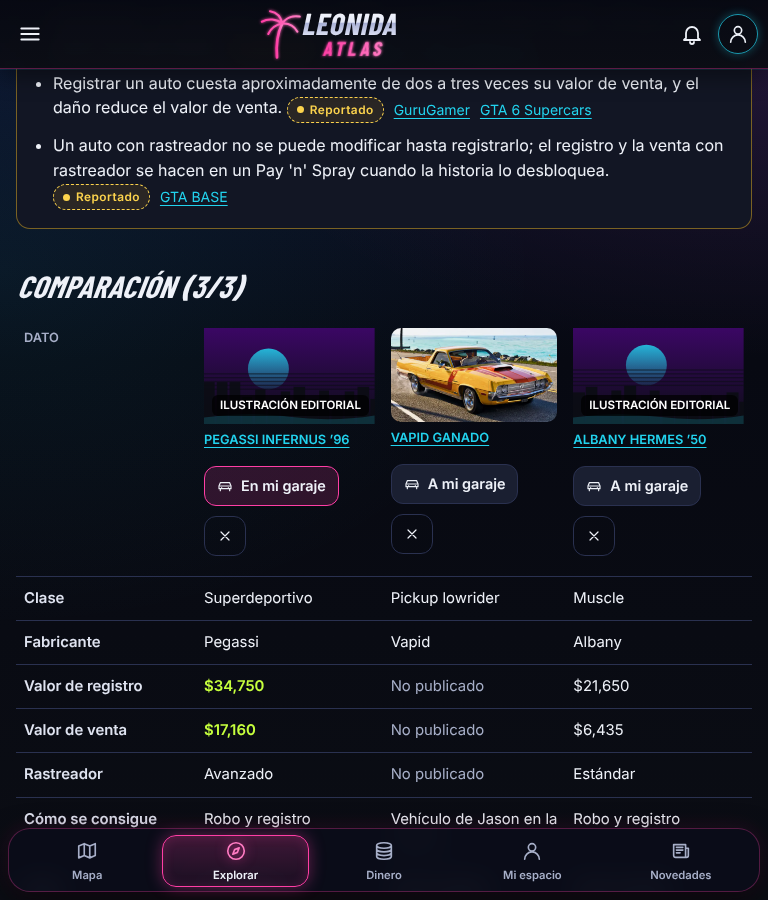 LEONIDA
ATLAS
• Registrar un auto cuesta aproximadamente de dos a tres veces su valor de venta, y el
daño reduce el valor de venta. Reportado GuruGamer GTA 6 Supercars
• Un auto con rastreador no se puede modificar hasta registrarlo; el registro y la venta con
rastreador se hacen en un Pay 'n' Spray cuando la historia lo desbloquea.
Reportado GTA BASE
COMPARACIÓN (3/3)
DATO
ILUSTRACIÓN EDITORIAL ILUSTRACIÓN EDITORIAL
PEGASSI INFERNUS ’96 VAPID GANADO ALBANY HERMES ’50
En mi garaje A mi garaje A mi garaje
Clase Superdeportivo Pickup lowrider Muscle
Fabricante Pegassi Vapid Albany
Valor de registro $34,750 No publicado $21,650
Valor de venta $17,160 No publicado $6,435
Rastreador Avanzado No publicado Estándar
Cómo se consigue Robo y registro Vehículo de Jason en la Robo y registro
Mapa Explorar Dinero Mi espacio Novedades